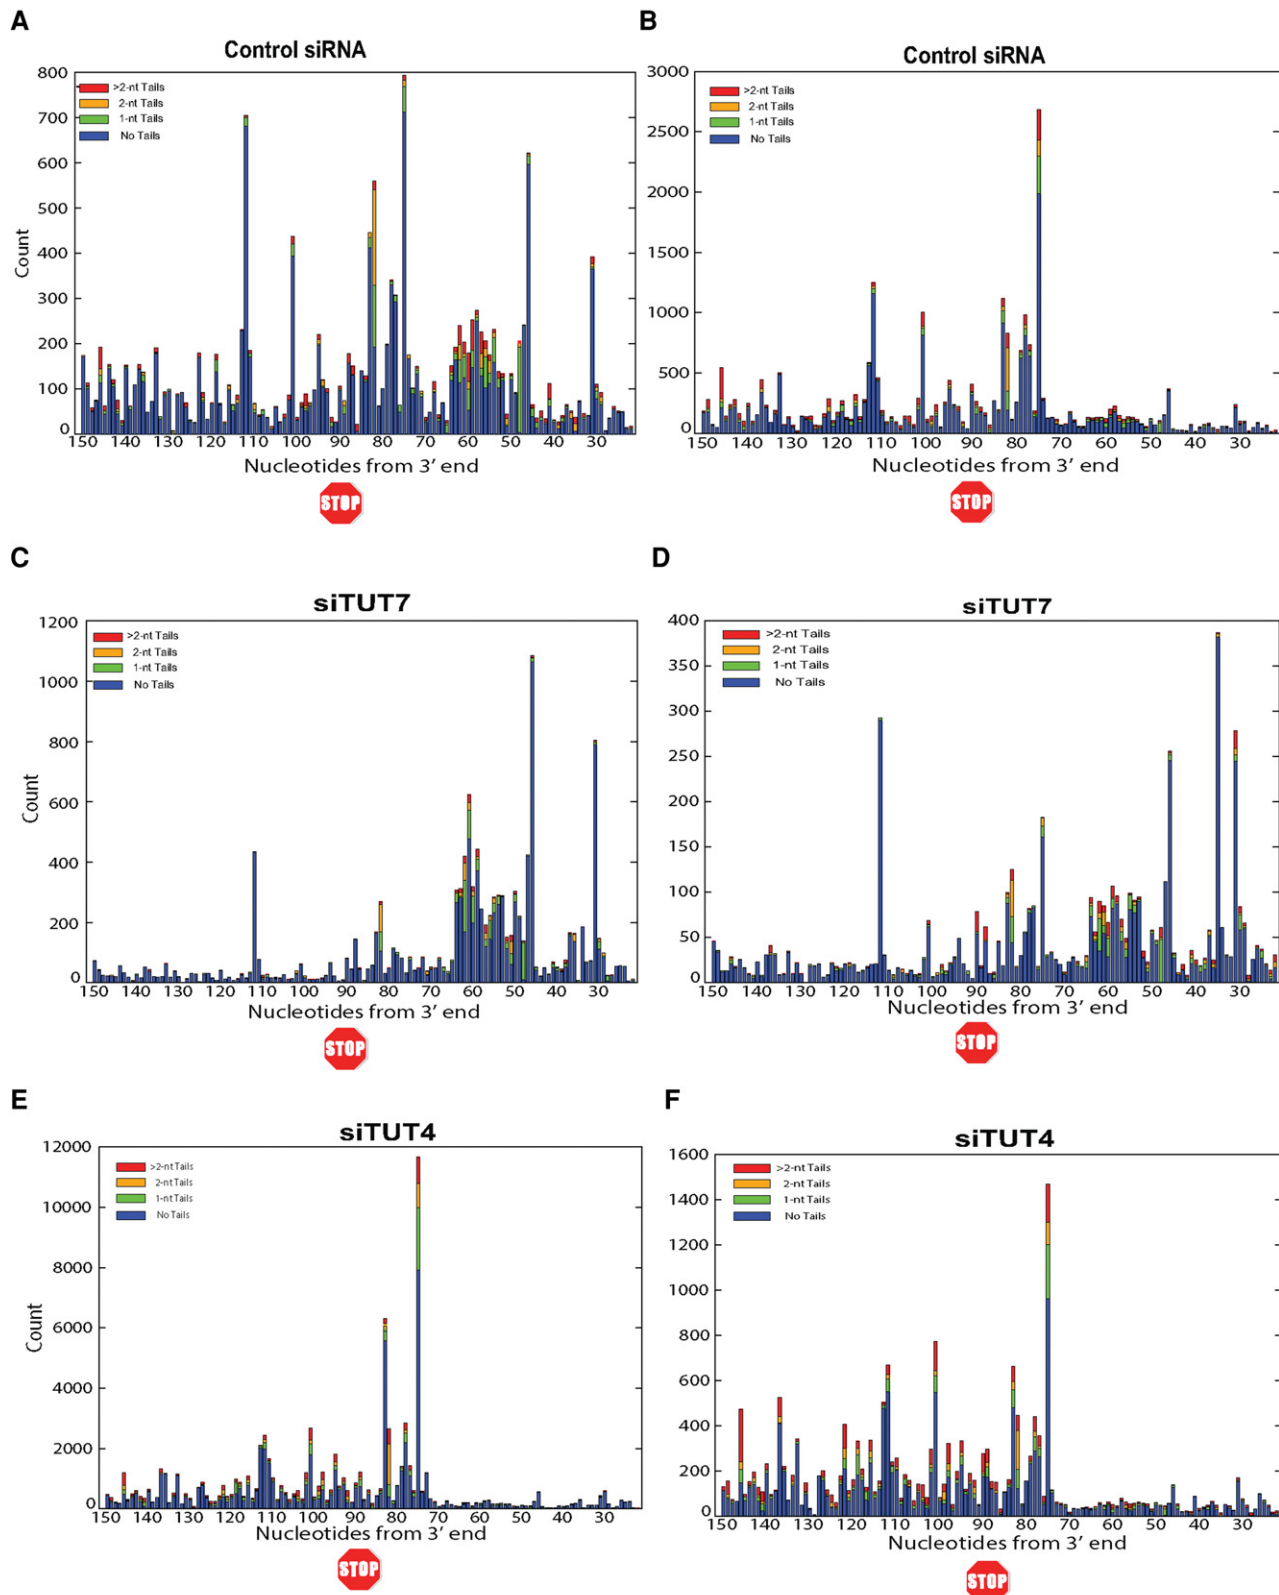 A
Control siRNA
800
700
600
500
400
300
200
100
0
Count
>2-nt Tails
2-nt Tails
1-nt Tails
No Tails
150 140 130 120 110 100 90 80 70 60 50 40 30
Nucleotides from 3′ end
STOP
B
Control siRNA
3000
2500
2000
1500
1000
500
0
>2-nt Tails
2-nt Tails
1-nt Tails
No Tails
150 140 130 120 110 100 90 80 70 60 50 40 30
Nucleotides from 3′ end
STOP
C
siTUT7
1200
1000
800
600
400
200
0
Count
>2-nt Tails
2-nt Tails
1-nt Tails
No Tails
150 140 130 120 110 100 90 80 70 60 50 40 30
Nucleotides from 3′ end
STOP
D
siTUT7
400
350
300
250
200
150
100
50
0
>2-nt Tails
2-nt Tails
1-nt Tails
No Tails
150 140 130 120 110 100 90 80 70 60 50 40 30
Nucleotides from 3′ end
STOP
E
siTUT4
12000
10000
8000
6000
4000
2000
0
Count
>2-nt Tails
2-nt Tails
1-nt Tails
No Tails
150 140 130 120 110 100 90 80 70 60 50 40 30
Nucleotides from 3′ end
STOP
F
siTUT4
1600
1400
1200
1000
800
600
400
200
0
>2-nt Tails
2-nt Tails
1-nt Tails
No Tails
150 140 130 120 110 100 90 80 70 60 50 40 30
Nucleotides from 3′ end
STOP